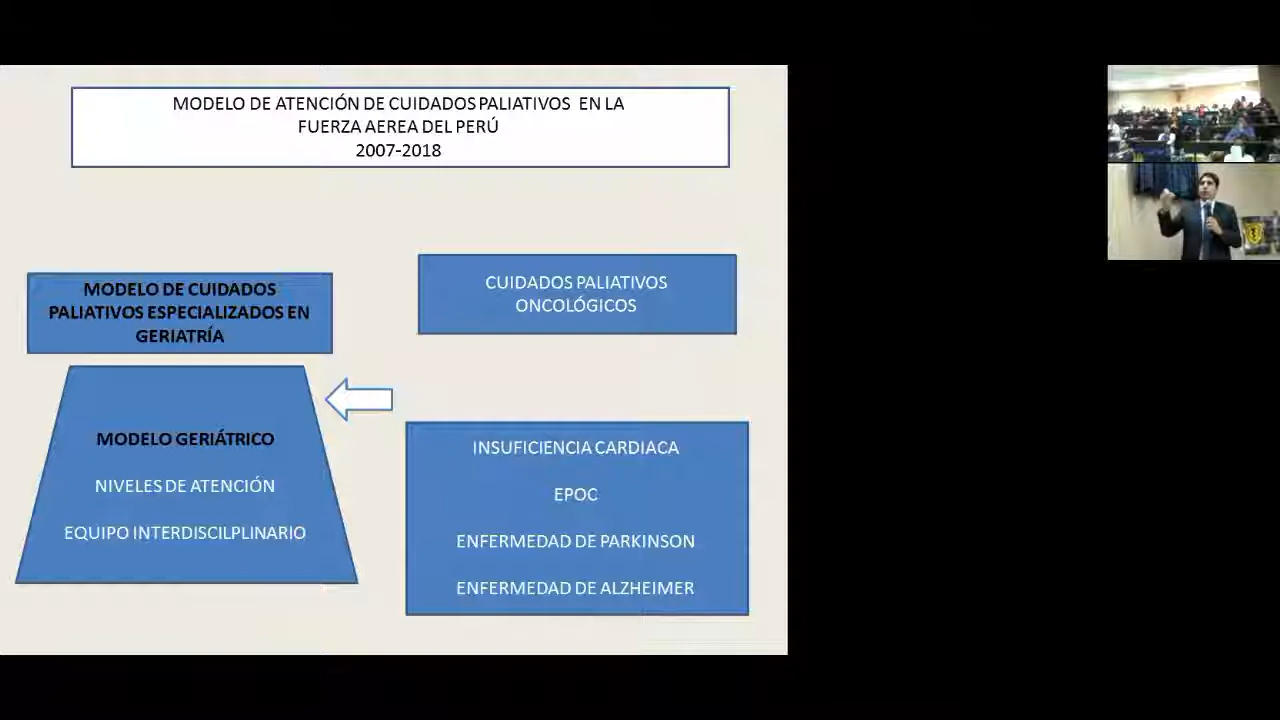 MODELO DE ATENCIÓN DE CUIDADOS PALIATIVOS EN LA
FUERZA AEREA DEL PERÚ
2007-2018
MODELO DE CUIDADOS
PALIATIVOS ESPECIALIZADOS EN
GERIATRÍA
MODELO GERIÁTRICO
NIVELES DE ATENCIÓN
EQUIPO INTERDISCILPLINARIO
CUIDADOS PALIATIVOS
ONCOLÓGICOS
INSUFICIENCIA CARDIACA
EPOC
ENFERMEDAD DE PARKINSON
ENFERMEDAD DE ALZHEIMER